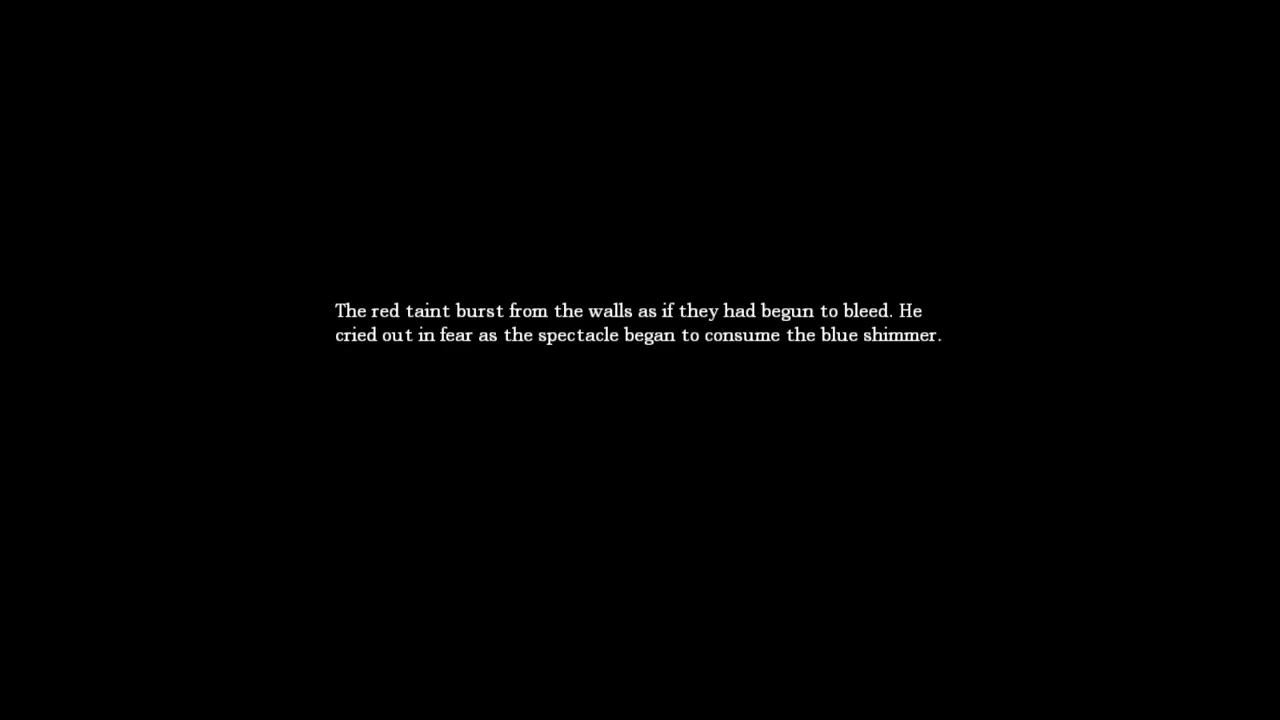 The red taint burst from the walls as if they had begun to bleed. He
cried out in fear as the spectacle began to consume the blue shimmer.